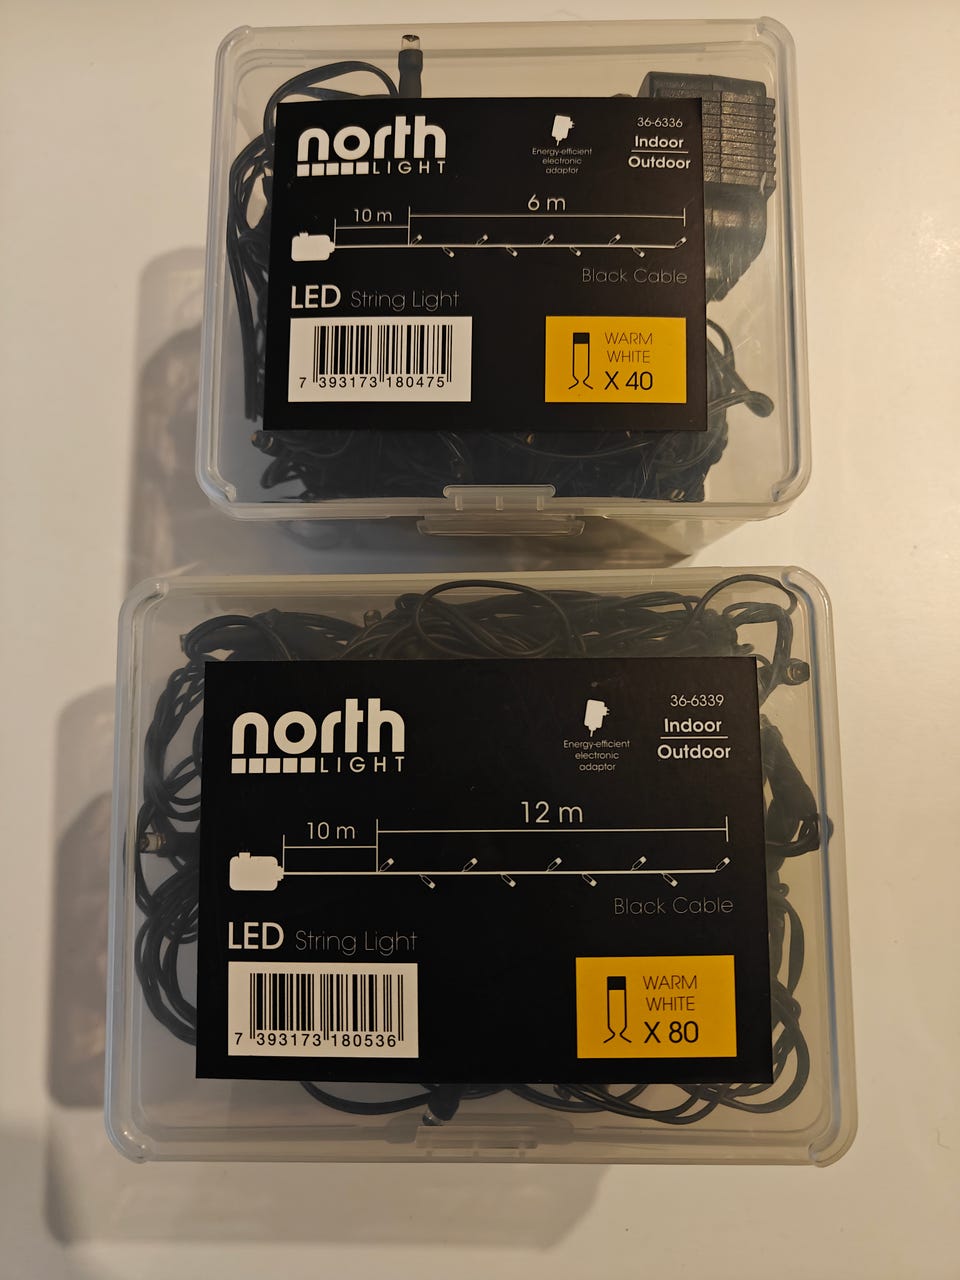 north
LIGHT
Energy-efficient
electronic
adaptor
36-6336
Indoor
Outdoor
10 m
6 m
Black Cable
LED String Light
7 393173 180475
WARM
WHITE
X 40
north
LIGHT
Energy-efficient
electronic
adaptor
36-6339
Indoor
Outdoor
10 m
12 m
Black Cable
LED String Light
7 393173 180536
WARM
WHITE
X 80